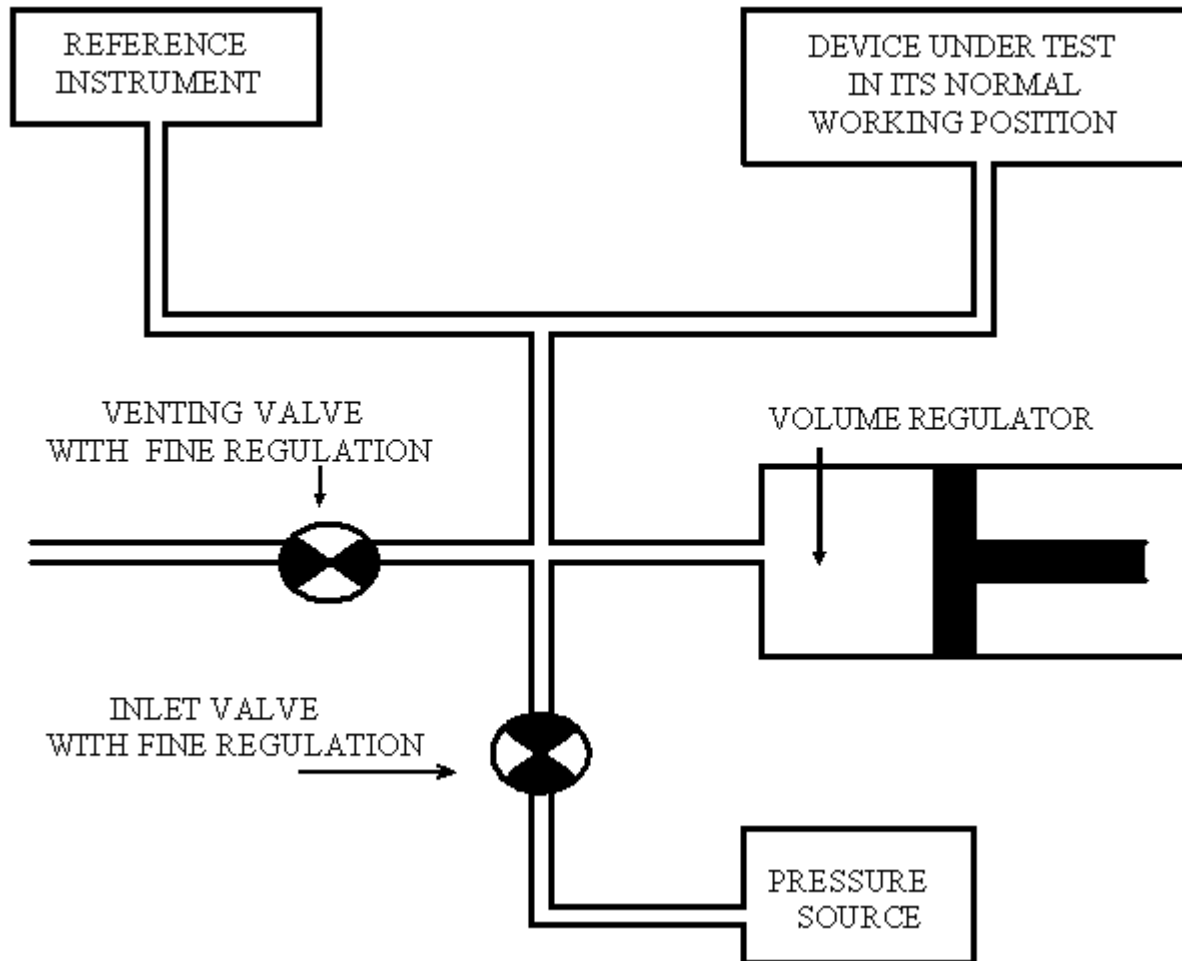 REFERENCE
INSTRUMENT
DEVICE UNDER TEST
IN ITS NORMAL
WORKING POSITION
VENTING VALVE
WITH FINE REGULATION
VOLUME REGULATOR
INLET VALVE
WITH FINE REGULATION
PRESSURE
SOURCE